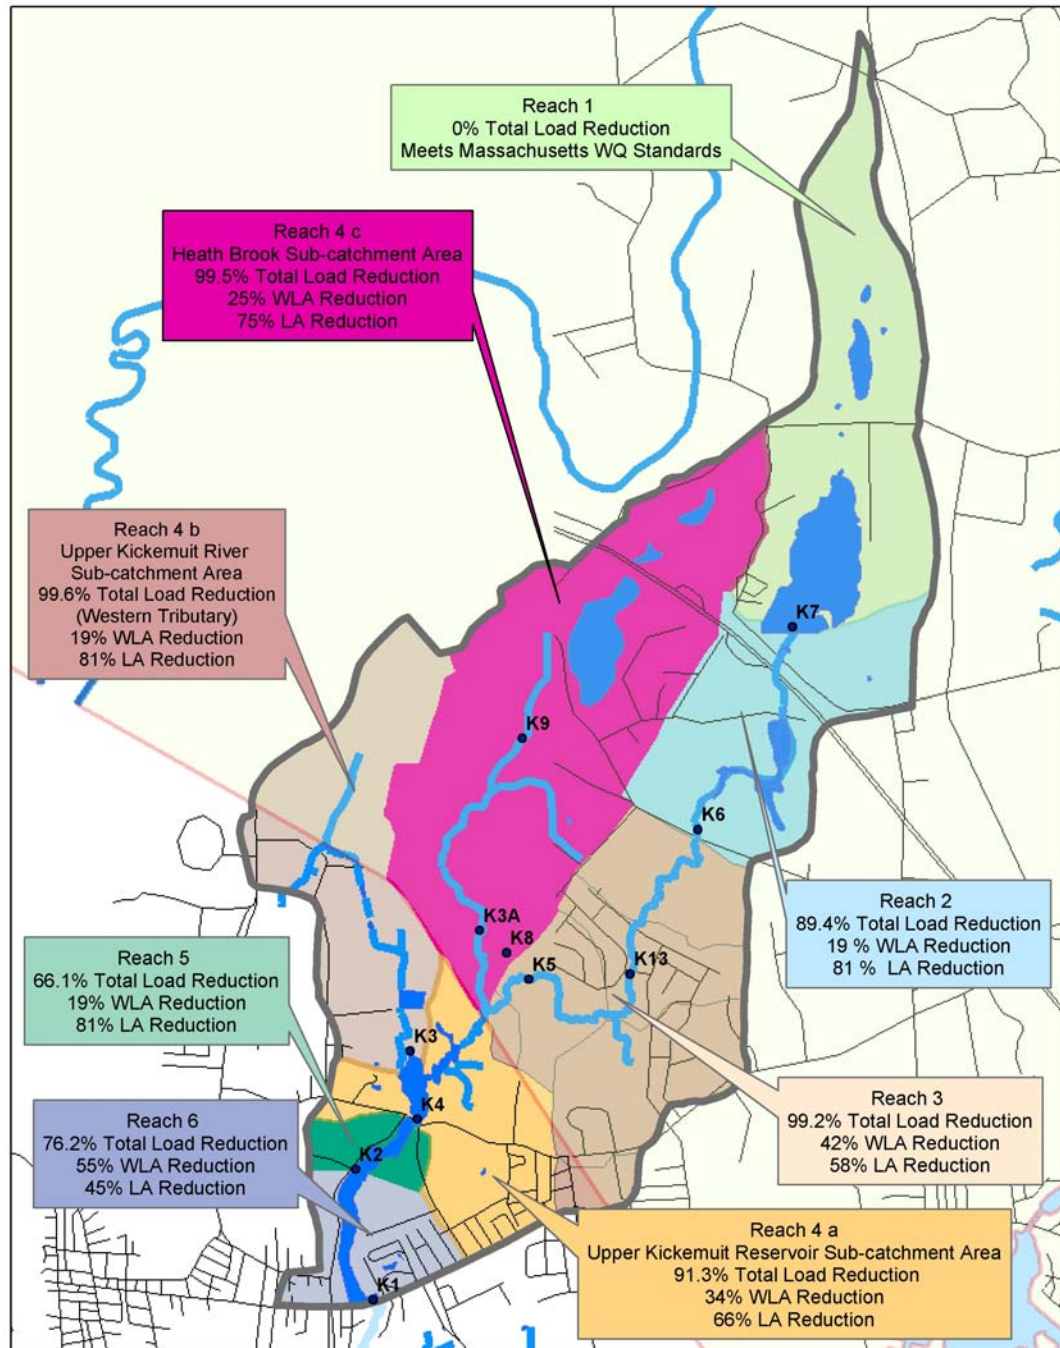 Reach 1
0% Total Load Reduction
Meets Massachusetts WQ Standards
Reach 4 c
Heath Brook Sub-catchment Area
99.5% Total Load Reduction
25% WLA Reduction
75% LA Reduction
Reach 4 b
Upper Kickemuit River
Sub-catchment Area
99.6% Total Load Reduction
(Western Tributary)
19% WLA Reduction
81% LA Reduction
K7
K9
K6
K3A
K8
K5
K13
Reach 2
89.4% Total Load Reduction
19 % WLA Reduction
81 % LA Reduction
Reach 5
66.1% Total Load Reduction
19% WLA Reduction
81% LA Reduction
K3
K4
K2
K1
Reach 3
99.2% Total Load Reduction
42% WLA Reduction
58% LA Reduction
Reach 6
76.2% Total Load Reduction
55% WLA Reduction
45% LA Reduction
Reach 4 a
Upper Kickemuit Reservoir Sub-catchment Area
91.3% Total Load Reduction
34% WLA Reduction
66% LA Reduction